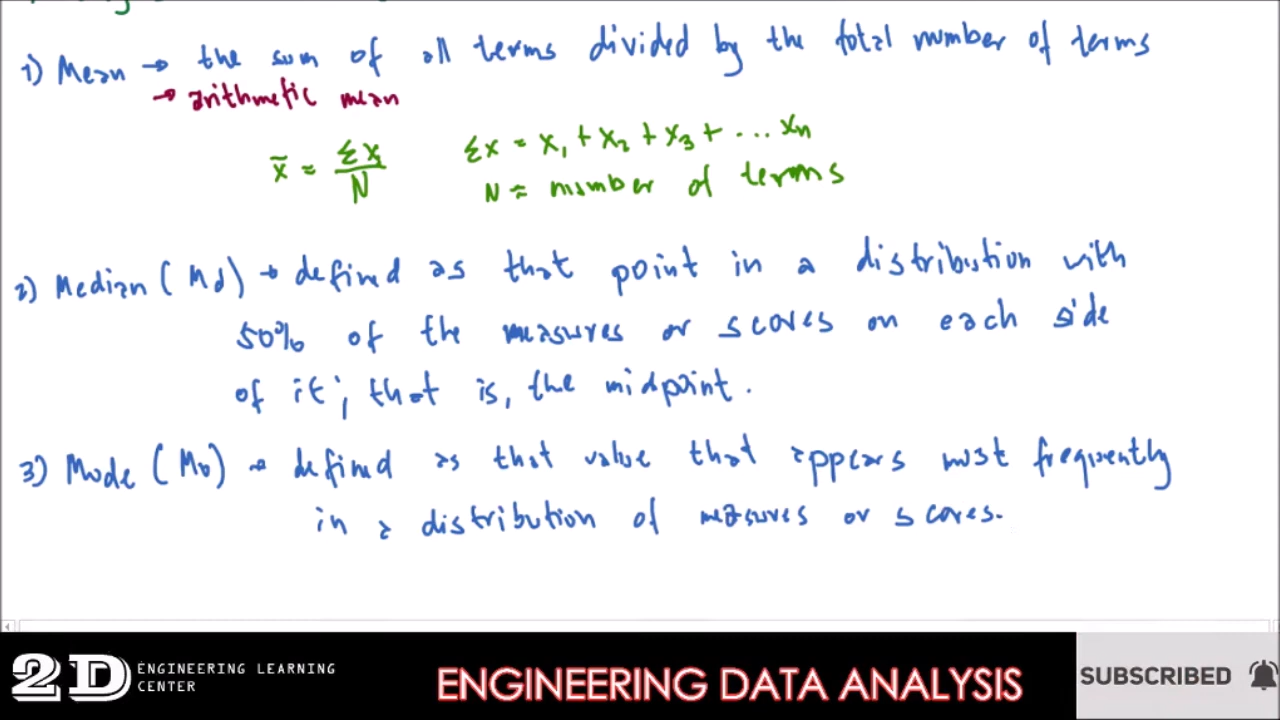 1) Mean → the sum of all terms divided by the total number of terms
→ arithmetic mean
x̄ = Σx / N    Σx = x₁ + x₂ + x₃ + ... xₙ
N = number of terms
2) Median (Md) → defined as that point in a distribution with
50% of the measures or scores on each side
of it; that is, the midpoint.
3) Mode (Mo) → defined as that value that appears most frequently
in a distribution of measures or scores.
2D ENGINEERING LEARNING
CENTER
ENGINEERING DATA ANALYSIS
SUBSCRIBED